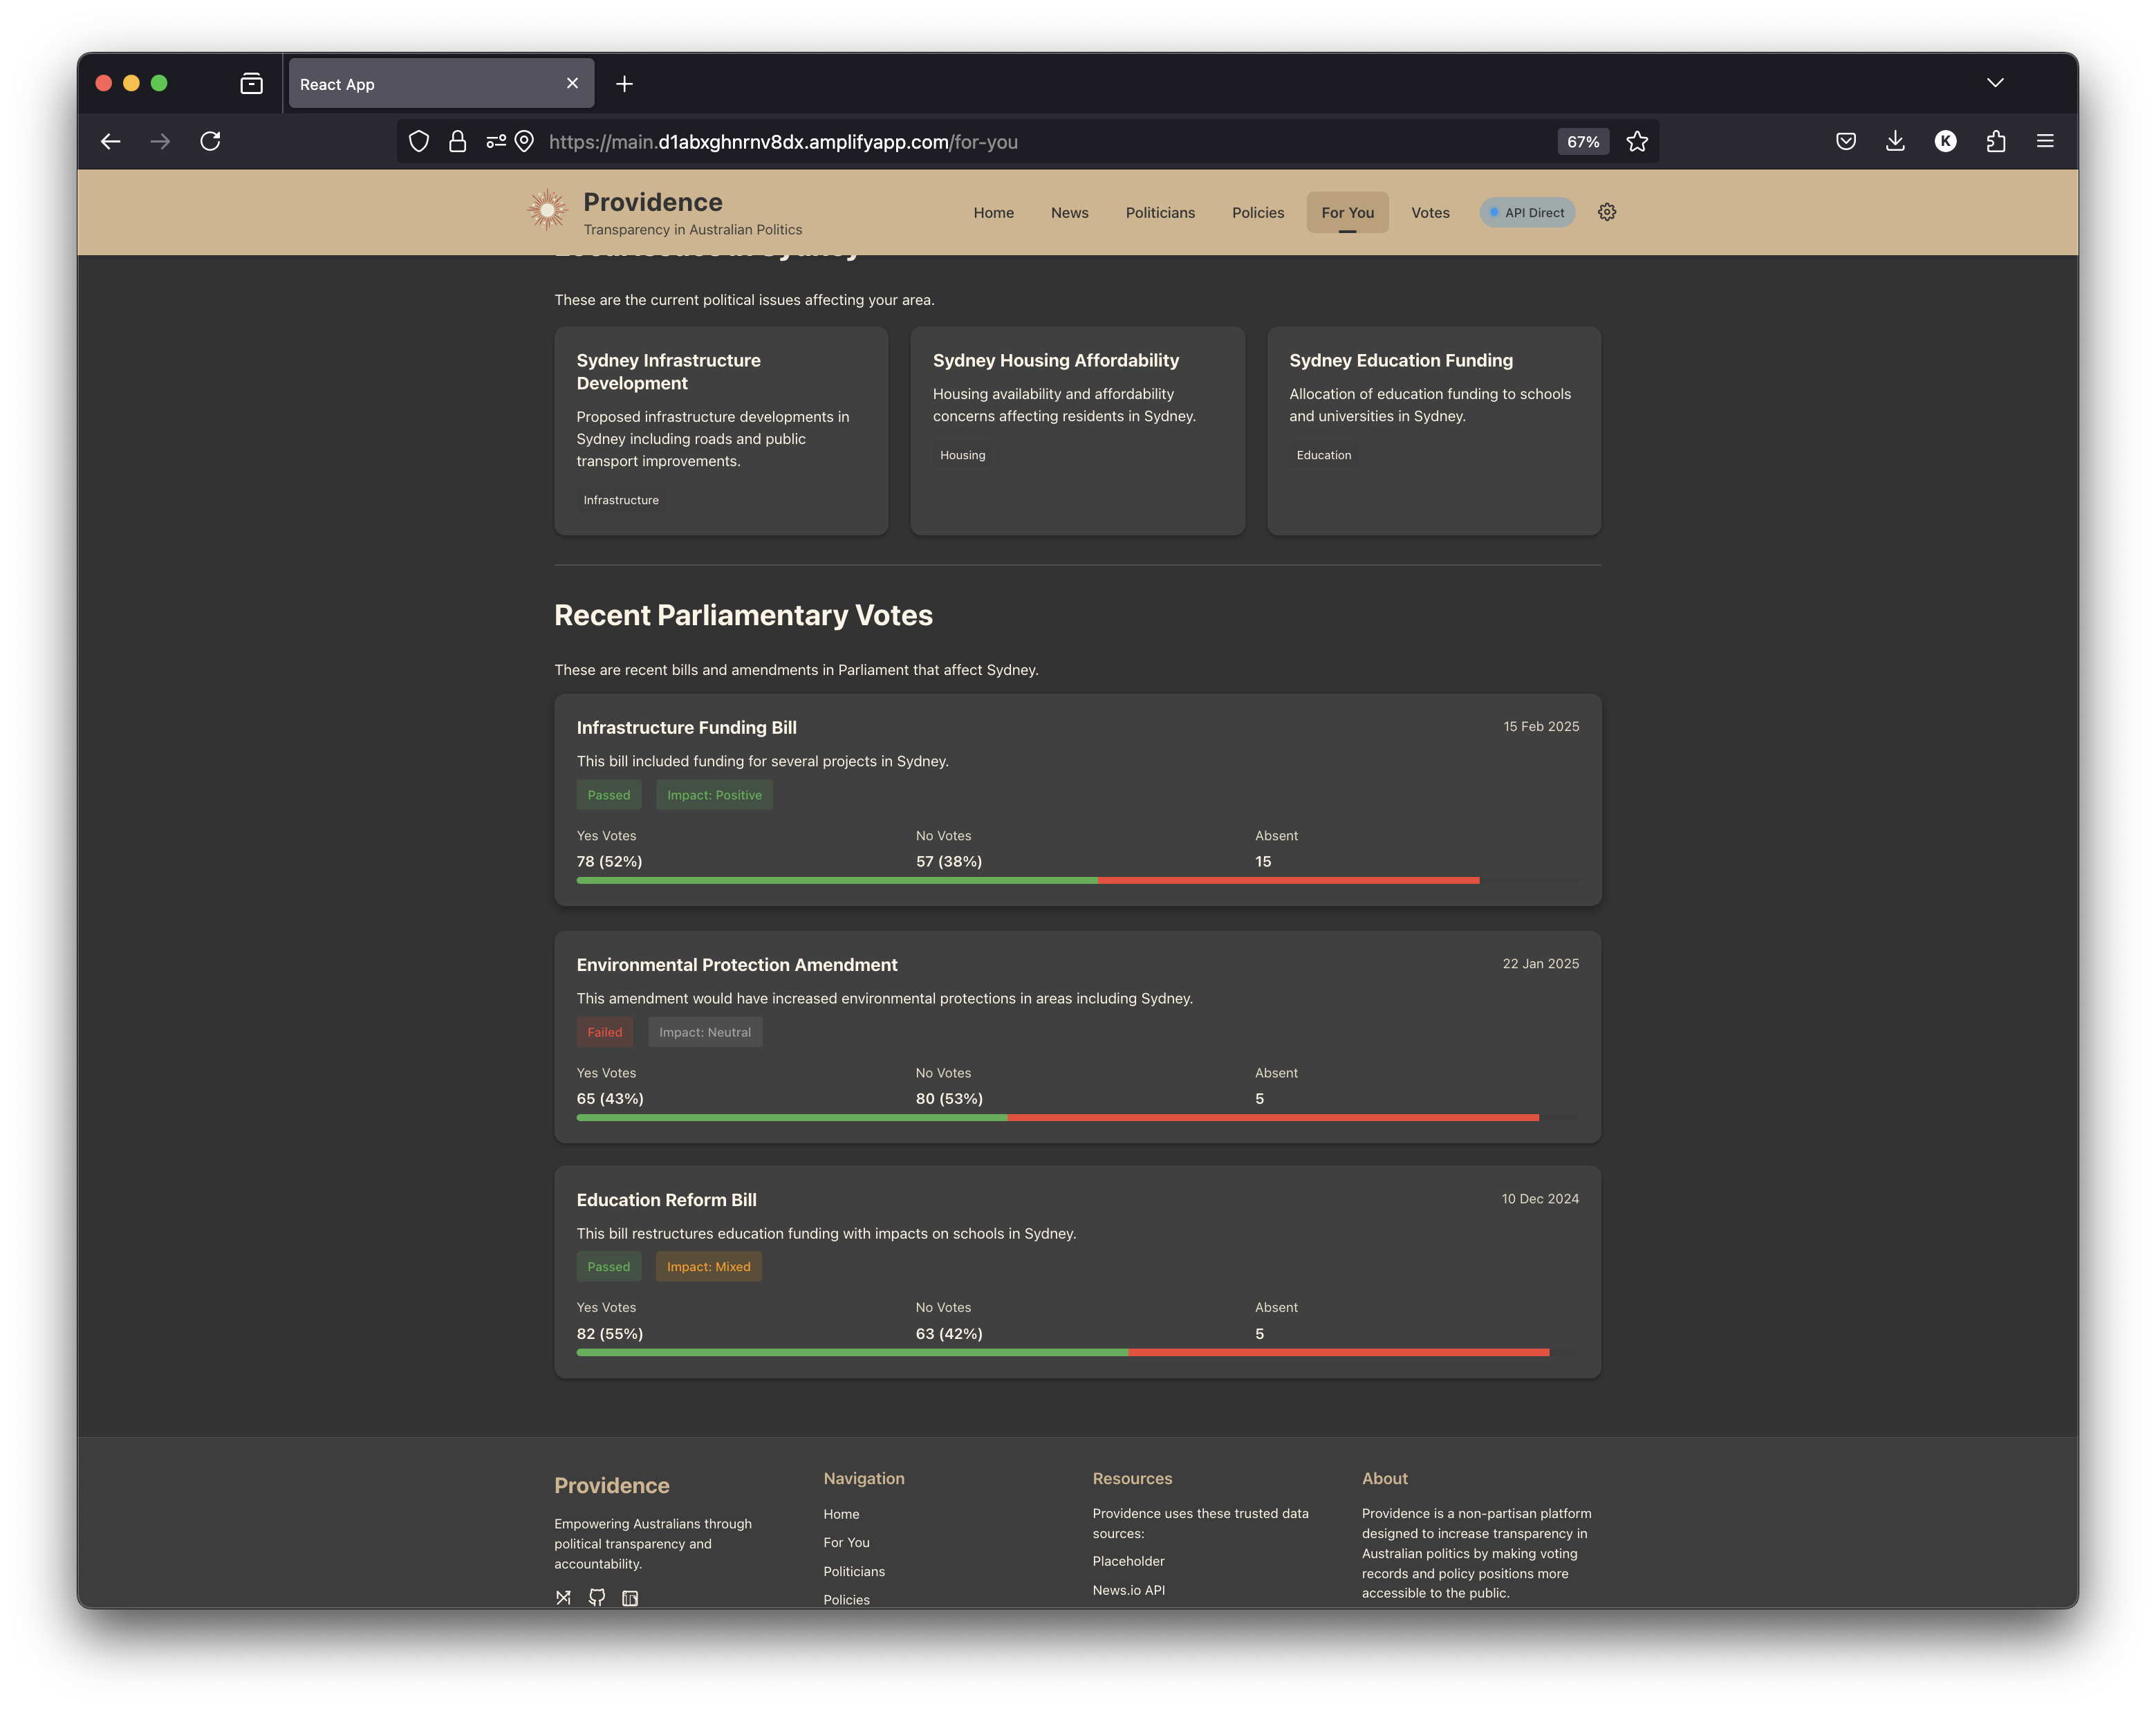 React App
https://main.d1abxghnrnv8dx.amplifyapp.com/for-you
67%
K
Providence
Transparency in Australian Politics
Home
News
Politicians
Policies
For You
Votes
API Direct
Local Issues in Sydney
These are the current political issues affecting your area.
Sydney Infrastructure
Development
Proposed infrastructure developments in
Sydney including roads and public
transport improvements.
Infrastructure
Sydney Housing Affordability
Housing availability and affordability
concerns affecting residents in Sydney.
Housing
Sydney Education Funding
Allocation of education funding to schools
and universities in Sydney.
Education
Recent Parliamentary Votes
These are recent bills and amendments in Parliament that affect Sydney.
Infrastructure Funding Bill
15 Feb 2025
This bill included funding for several projects in Sydney.
Passed
Impact: Positive
Yes Votes
No Votes
Absent
78 (52%)
57 (38%)
15
Environmental Protection Amendment
22 Jan 2025
This amendment would have increased environmental protections in areas including Sydney.
Failed
Impact: Neutral
Yes Votes
No Votes
Absent
65 (43%)
80 (53%)
5
Education Reform Bill
10 Dec 2024
This bill restructures education funding with impacts on schools in Sydney.
Passed
Impact: Mixed
Yes Votes
No Votes
Absent
82 (55%)
63 (42%)
5
Providence
Empowering Australians through
political transparency and
accountability.
Navigation
Home
For You
Politicians
Policies
Resources
Providence uses these trusted data
sources:
Placeholder
News.io API
About
Providence is a non-partisan platform
designed to increase transparency in
Australian politics by making voting
records and policy positions more
accessible to the public.